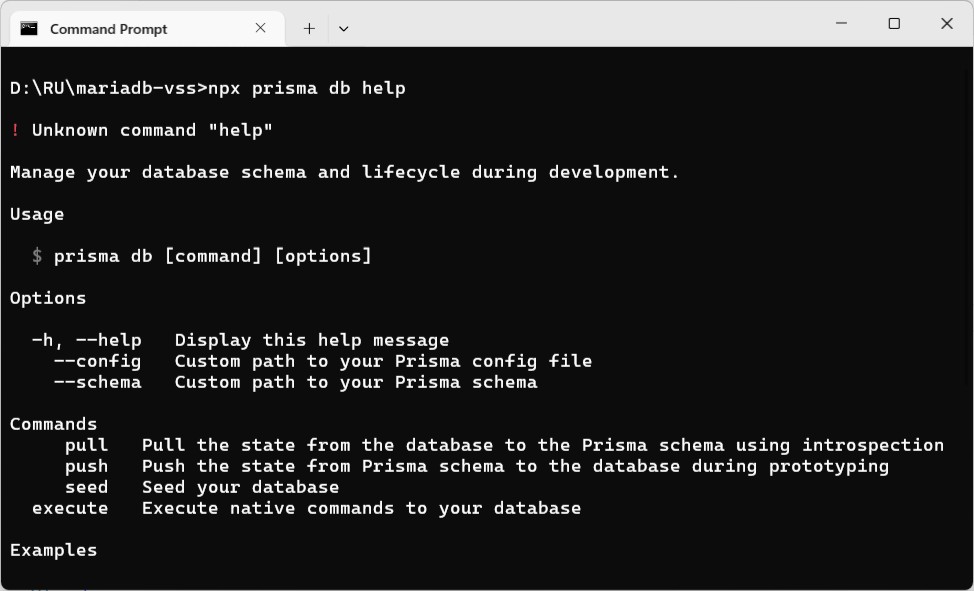 Command Prompt
D:\RU\mariadb-vss>npx prisma db help
! Unknown command "help"
Manage your database schema and lifecycle during development.
Usage
$ prisma db [command] [options]
Options
-h, --help   Display this help message
--config   Custom path to your Prisma config file
--schema   Custom path to your Prisma schema
Commands
pull   Pull the state from the database to the Prisma schema using introspection
push   Push the state from Prisma schema to the database during prototyping
seed   Seed your database
execute   Execute native commands to your database
Examples